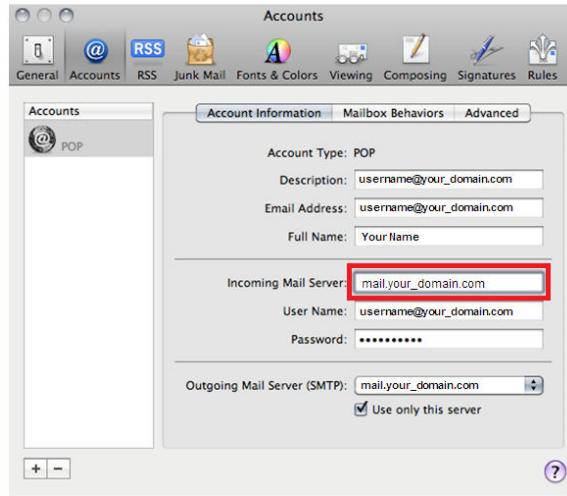 Accounts
General Accounts RSS Junk Mail Fonts & Colors Viewing Composing Signatures Rules
RSS
Accounts
POP
Account Information Mailbox Behaviors Advanced
Account Type: POP
Description: username@your_domain.com
Email Address: username@your_domain.com
Full Name: Your Name
Incoming Mail Server: mail.your_domain.com
User Name: username@your_domain.com
Password: ••••••••••
Outgoing Mail Server (SMTP): mail.your_domain.com
Use only this server
+ − ?